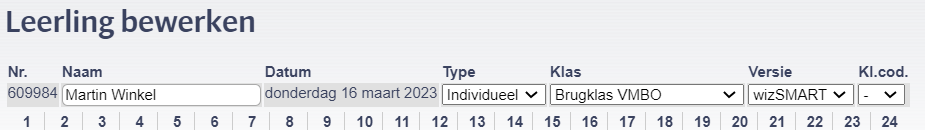 Leerling bewerken
Nr. Naam Datum Type Klas Versie Kl.cod.
609984 Martin Winkel donderdag 16 maart 2023 Individueel Brugklas VMBO wizSMART -
1 2 3 4 5 6 7 8 9 10 11 12 13 14 15 16 17 18 19 20 21 22 23 24